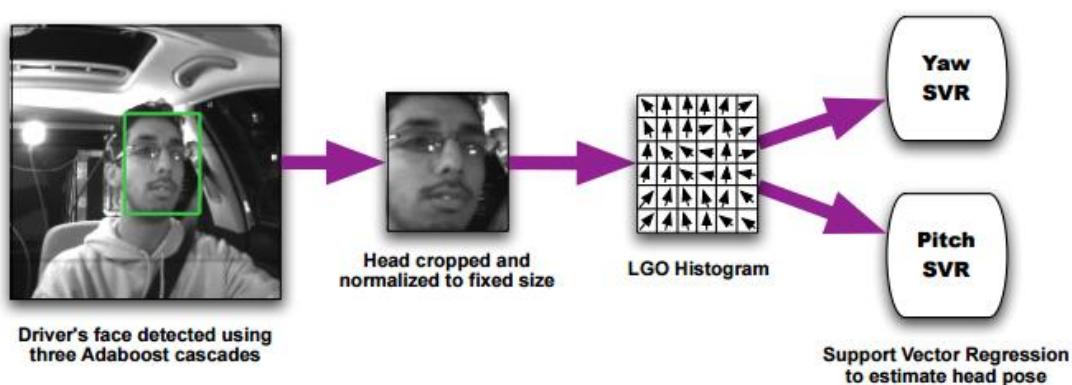 Driver's face detected using
three Adaboost cascades
Head cropped and
normalized to fixed size
LGO Histogram
Yaw
SVR
Pitch
SVR
Support Vector Regression
to estimate head pose